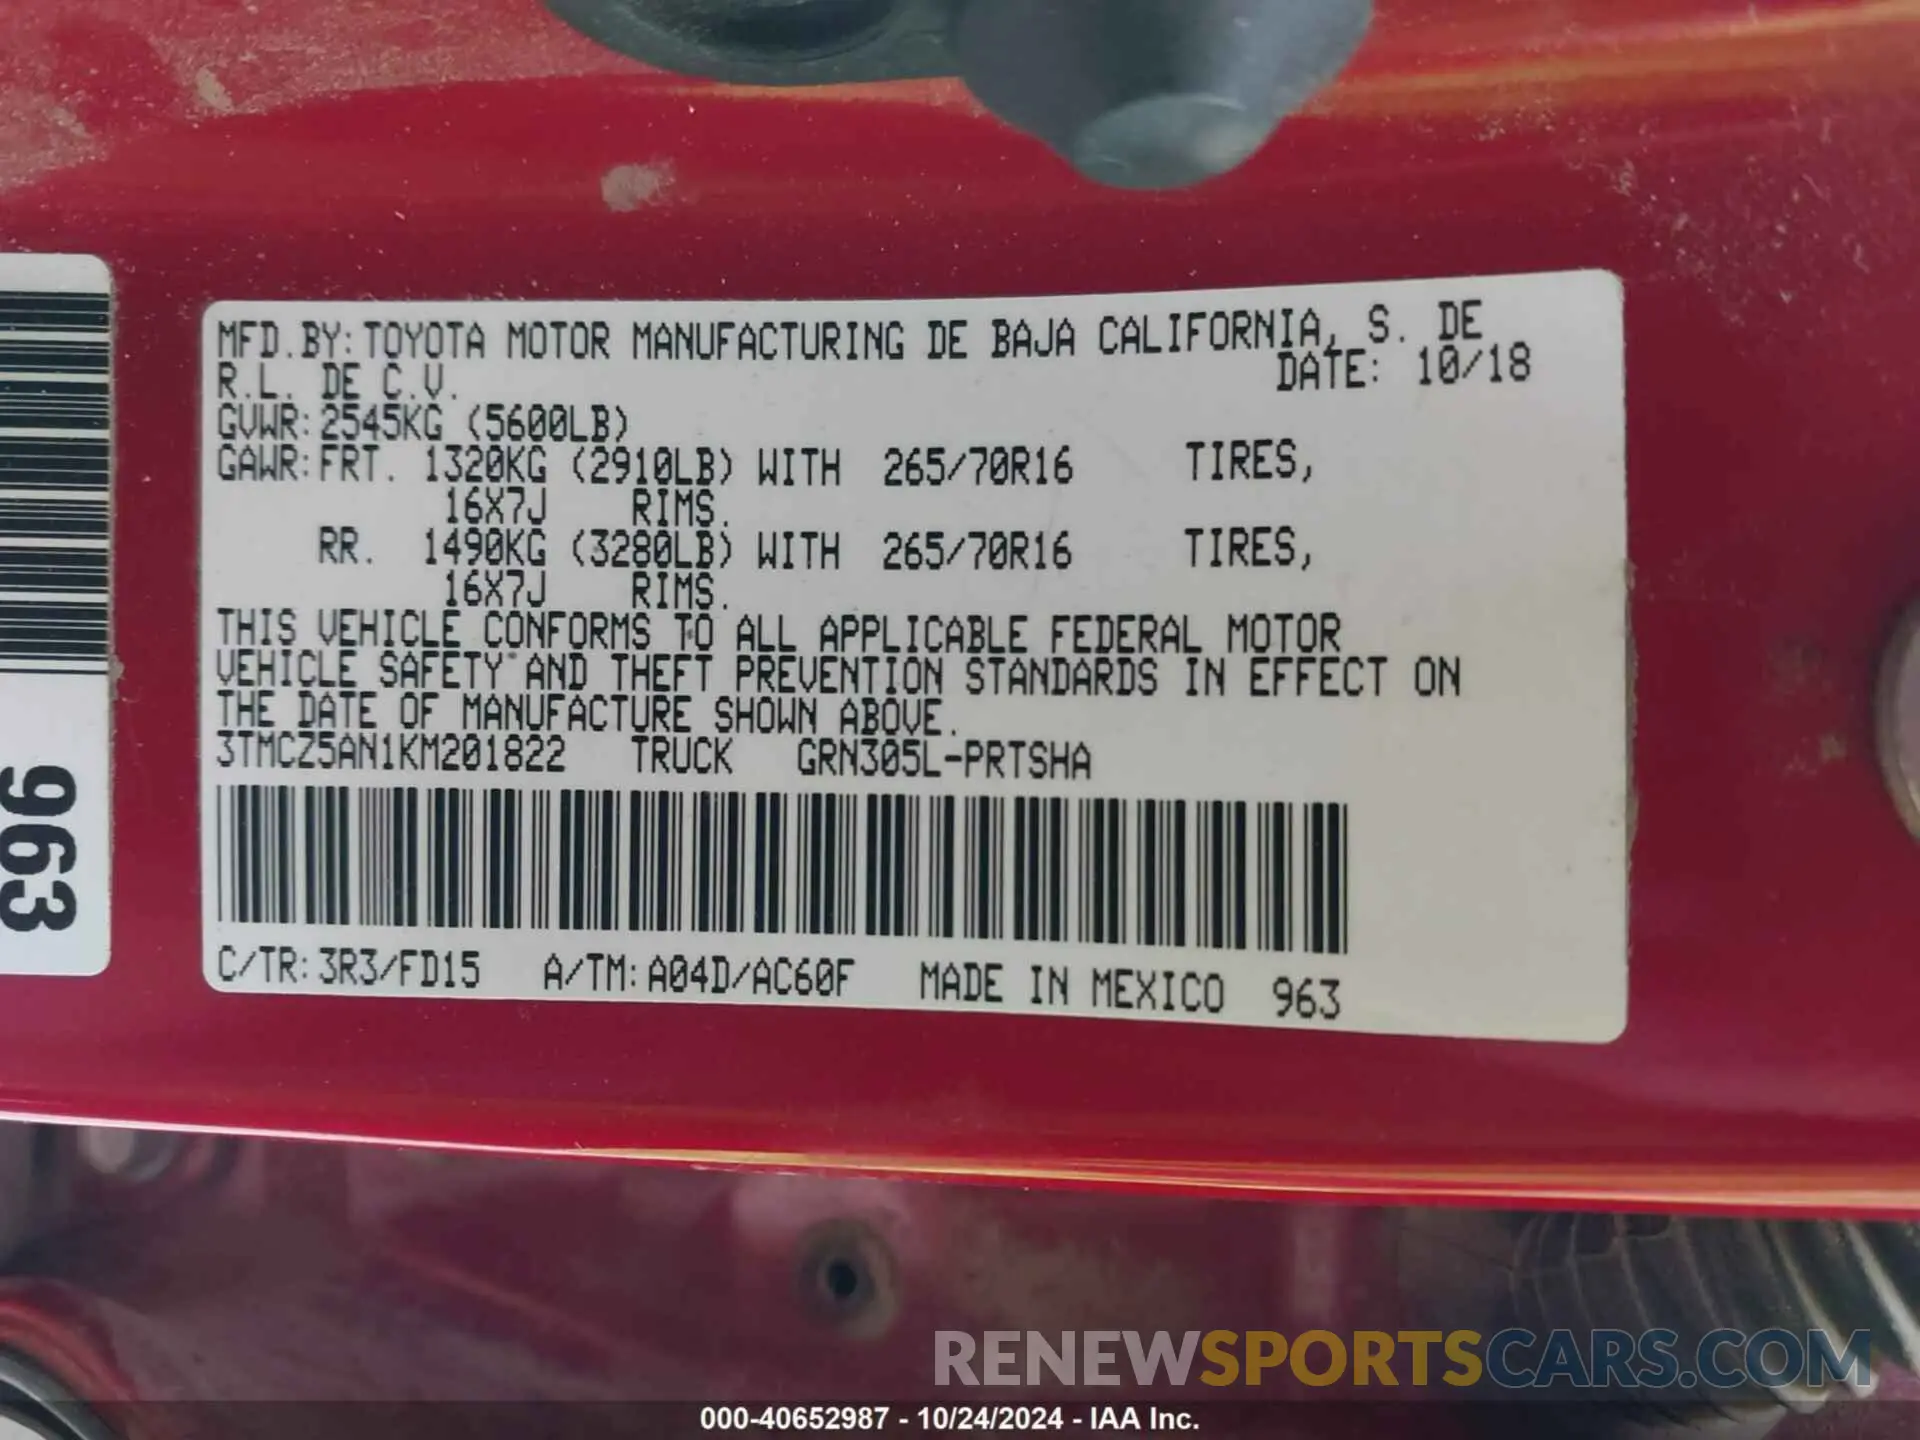 MFD.BY:TOYOTA MOTOR MANUFACTURING DE BAJA CALIFORNIA, S. DE
R.L. DE C.V. DATE: 10/18
GVWR:2545KG (5600LB)
GAWR:FRT. 1320KG (2910LB) WITH 265/70R16 TIRES,
16X7J RIMS.
RR. 1490KG (3280LB) WITH 265/70R16 TIRES,
16X7J RIMS.
THIS VEHICLE CONFORMS TO ALL APPLICABLE FEDERAL MOTOR
VEHICLE SAFETY AND THEFT PREVENTION STANDARDS IN EFFECT ON
THE DATE OF MANUFACTURE SHOWN ABOVE.
3TMCZ5AN1KM201822 TRUCK GRN305L-PRTSHA
C/TR:3R3/FD15 A/TM:A04D/AC60F MADE IN MEXICO 963
963
RENEWSPORTSCARS.COM
000-40652987 - 10/24/2024 - IAA Inc.